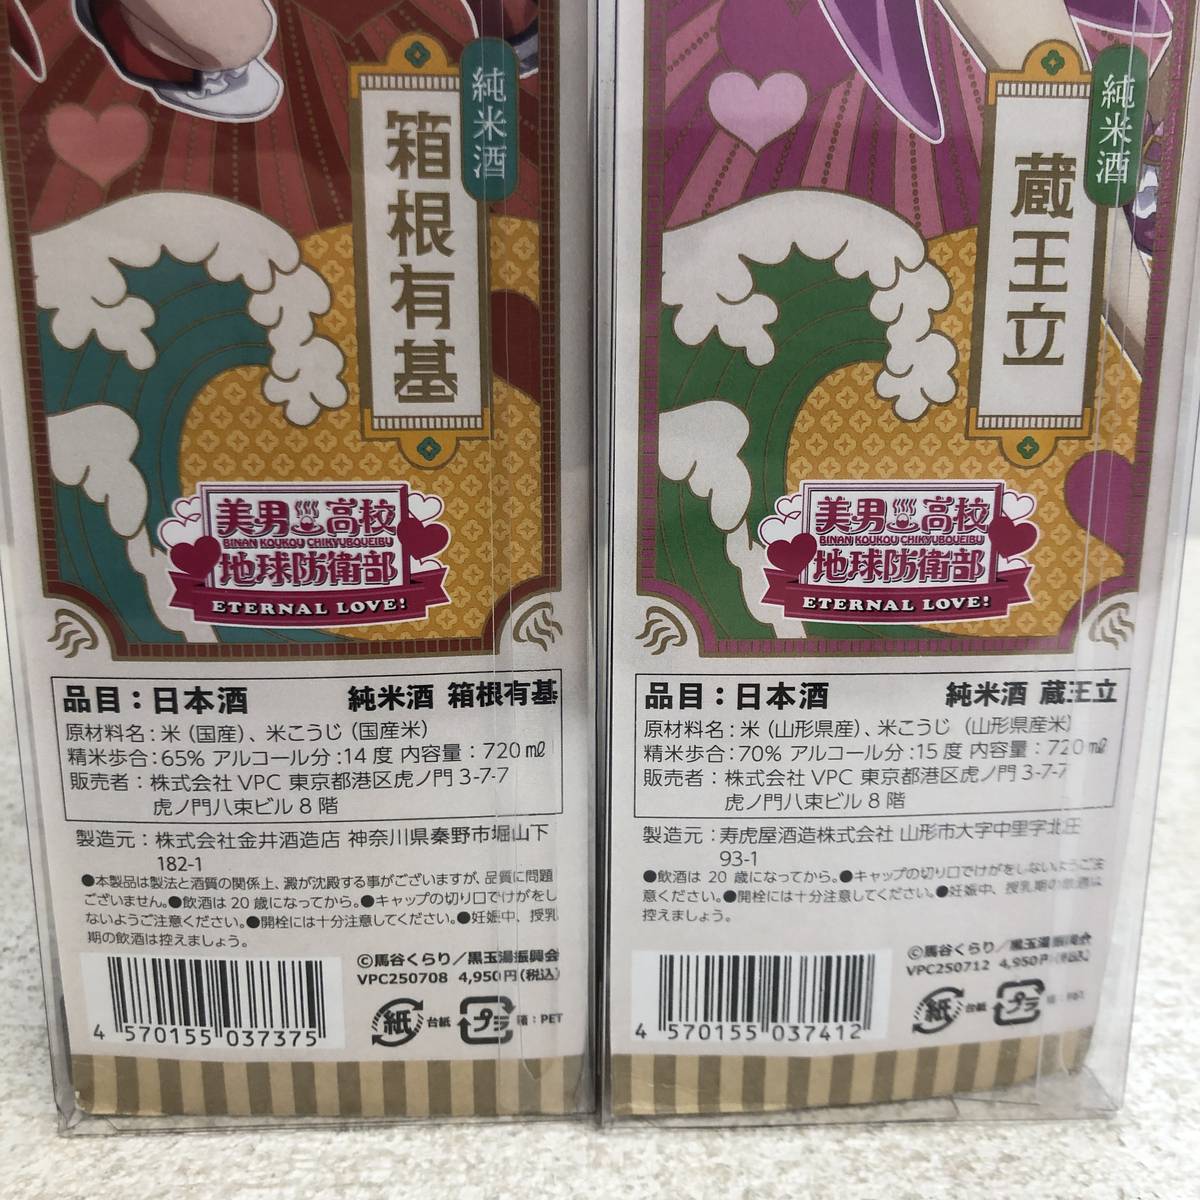 純米酒
箱根有基
美男高校
BINAN KOUKOU CHIKYUBOUEIBU
地球防衛部
ETERNAL LOVE!
品目：日本酒 純米酒 箱根有基
原材料名：米（国産）、米こうじ（国産米）
精米歩合：65% アルコール分：14度 内容量：720㎖
販売者：株式会社VPC 東京都港区虎ノ門3-7-7
虎ノ門八束ビル8階
製造元：株式会社金井酒造店 神奈川県秦野市堀山下
182-1
●本製品は製法と酒質の関係上、澱が沈殿する事がございますが、品質に問題
ございません。●飲酒は20歳になってから。●キャップの切り口でけがをし
ないようご注意ください。●開栓には十分注意してください。●妊娠中、授乳
期の飲酒は控えましょう。
©馬谷くらり／黒玉湯振興会
VPC250708 4,950円（税込）
4 570155 037375
紙 台紙 プラ 箱：PET
純米酒
蔵王立
美男高校
BINAN KOUKOU CHIKYUBOUEIBU
地球防衛部
ETERNAL LOVE!
品目：日本酒 純米酒 蔵王立
原材料名：米（山形県産）、米こうじ（山形県産米）
精米歩合：70% アルコール分：15度 内容量：720㎖
販売者：株式会社VPC 東京都港区虎ノ門3-7-7
虎ノ門八束ビル8階
製造元：寿虎屋酒造株式会社 山形市大字中里字北田
93-1
●飲酒は20歳になってから。●キャップの切り口でけがをしないようご注
意ください。●開栓には十分注意してください。●妊娠中、授乳期の飲酒は
控えましょう。
©馬谷くらり／黒玉湯振興会
VPC250712 4,950円（税込）
4 570155 037412
紙 台紙 プラ 箱：PET